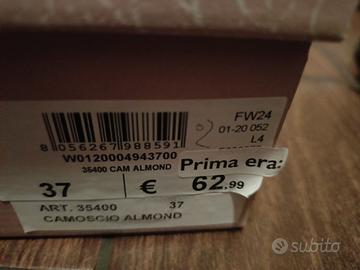 FW24
01-20 052
L4
8 056267 988591
W0120004943700
35400 CAM ALMOND
Prima era:
37 € 62.99
ART. 35400 37
CAMOSCIO ALMOND
subito